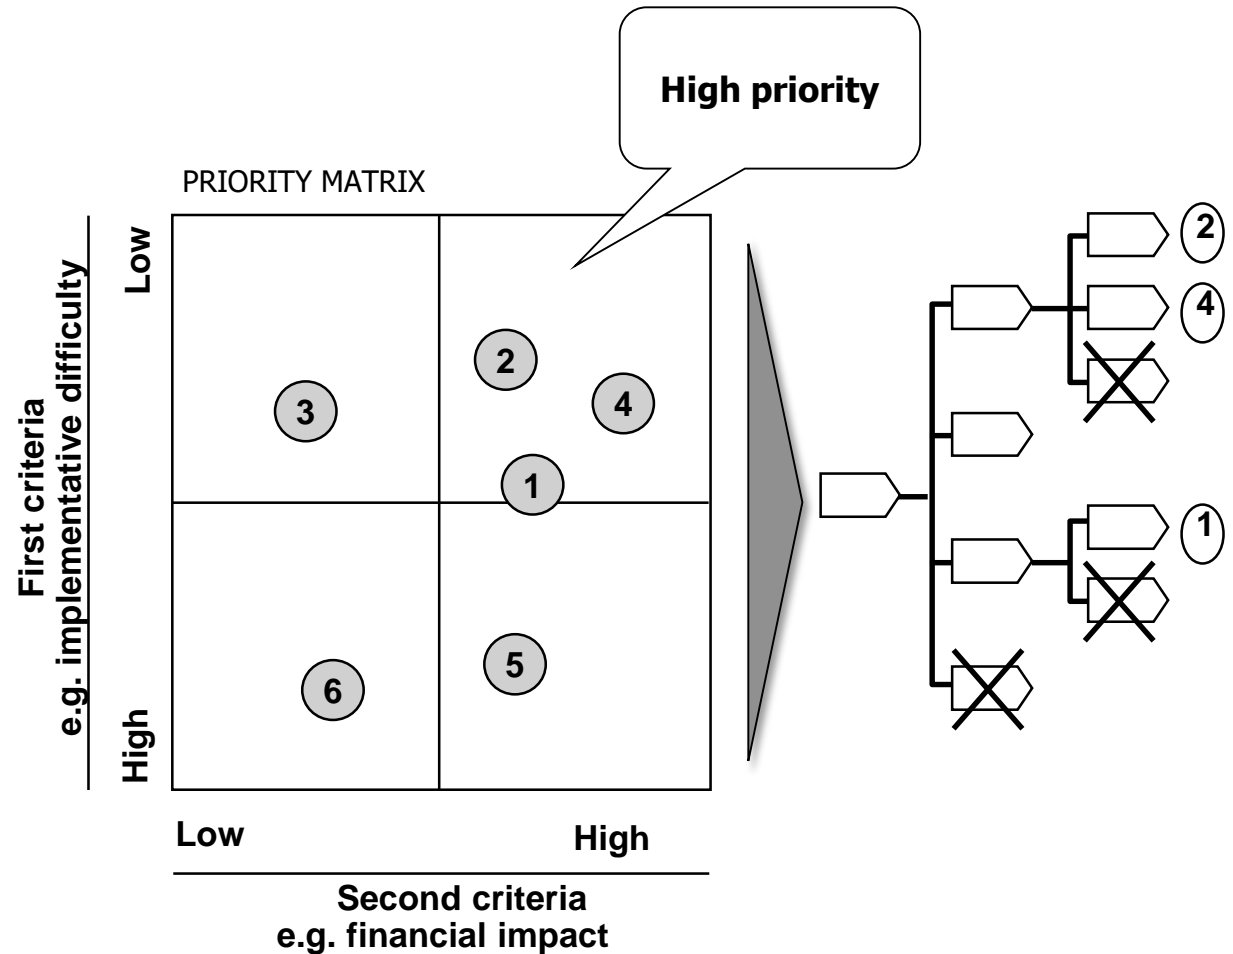 High priority
PRIORITY MATRIX
First criteria
e.g. implementative difficulty
Low
High
2
3
4
1
5
6
Low
High
Second criteria
e.g. financial impact
2
4
1